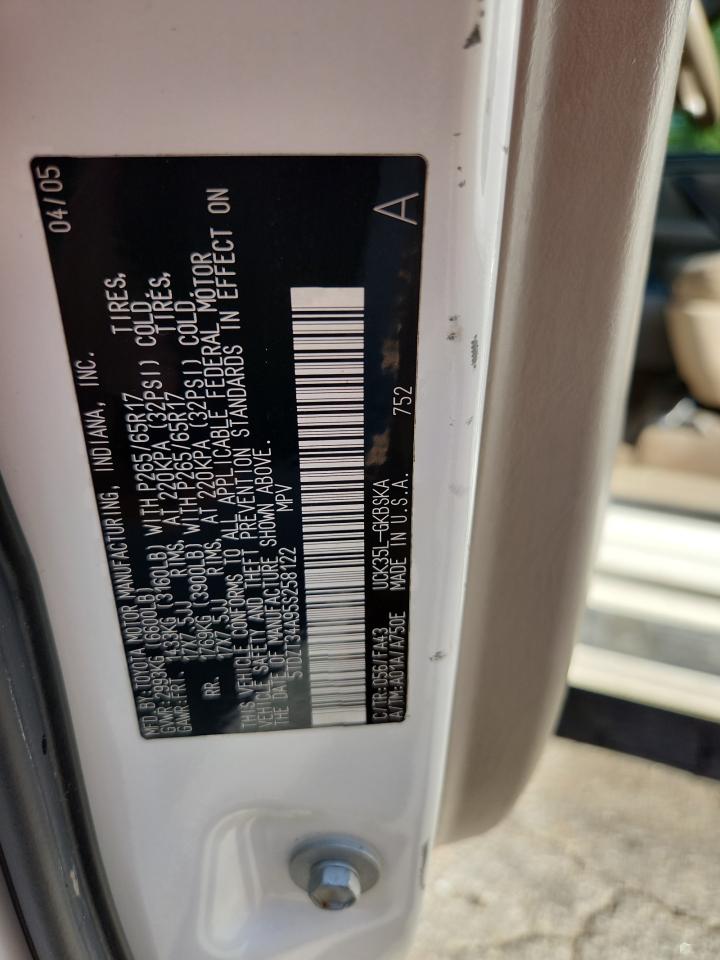 MFD. BY: TOYOTA MOTOR MANUFACTURING, INDIANA, INC. 04/05
GVWR: 2993KG (6600LB)
GAWR: FRT. 1433KG (3160LB) WITH P265/65R17 TIRES,
17X7.5JJ RIMS, AT 220KPA (32PSI) COLD.
RR. 1769KG (3900LB) WITH P265/65R17 TIRES,
17X7.5JJ RIMS, AT 220KPA (32PSI) COLD.
THIS VEHICLE CONFORMS TO ALL APPLICABLE FEDERAL MOTOR
VEHICLE SAFETY AND THEFT PREVENTION STANDARDS IN EFFECT ON
THE DATE OF MANUFACTURE SHOWN ABOVE.
5TDZT34A95S258122 MPV
C/TR: 056/FA43 UCK35L-GKBSKA
A/TM: A01A/A750E MADE IN U.S.A. 752 A